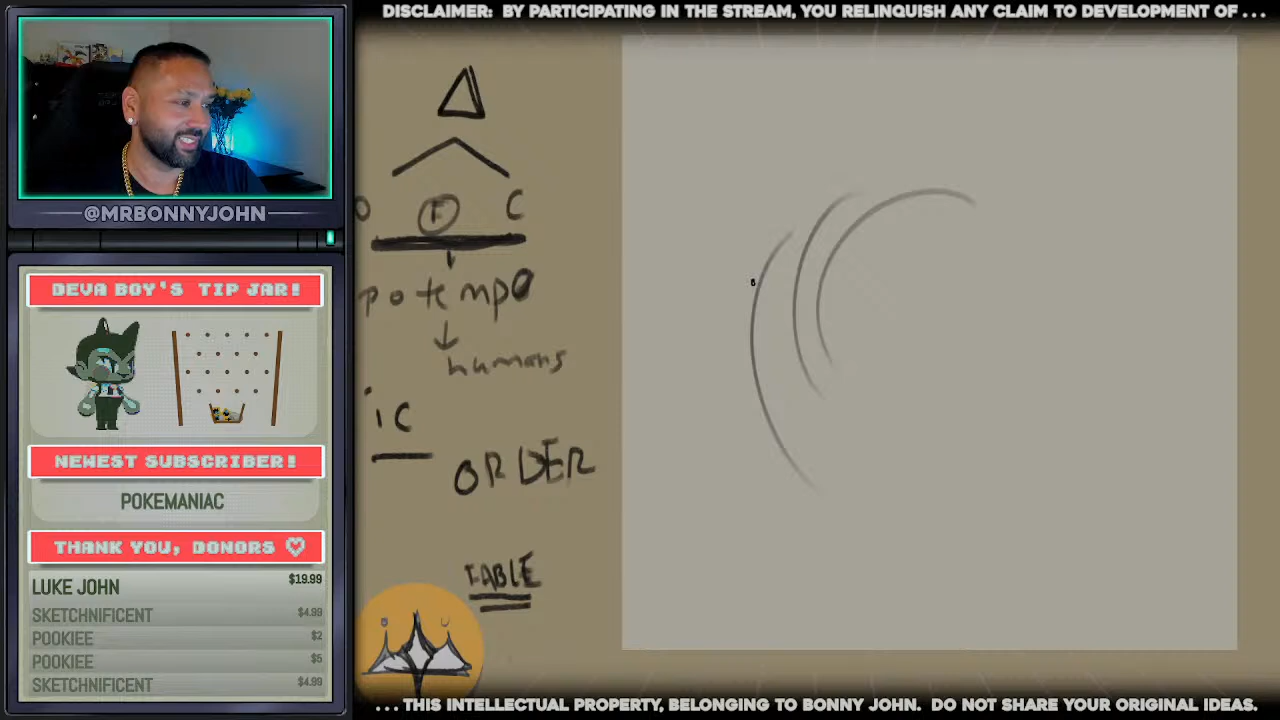 DISCLAIMER: BY PARTICIPATING IN THE STREAM, YOU RELINQUISH ANY CLAIM TO DEVELOPMENT OF . . .
@MRBONNYJOHN
DEVA BOY'S TIP JAR!
NEWEST SUBSCRIBER!
POKEMANIAC
THANK YOU, DONORS ♡
LUKE JOHN $19.99
SKETCHNIFICENT $4.99
POOKIEE $2
POOKIEE $5
SKETCHNIFICENT $4.99
F C
potempo
humans
ic
ORDER
TABLE
. . . THIS INTELLECTUAL PROPERTY, BELONGING TO BONNY JOHN. DO NOT SHARE YOUR ORIGINAL IDEAS.